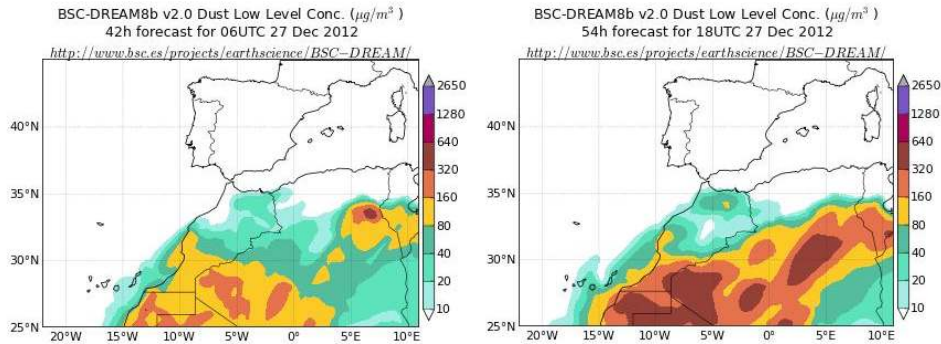 BSC-DREAM8b v2.0 Dust Low Level Conc. (μg/m³ )
42h forecast for 06UTC 27 Dec 2012
http://www.bsc.es/projects/earthscience/BSC−DREAM/
40°N
35°N
30°N
25°N
20°W
15°W
10°W
5°W
0°E
5°E
10°E
2650
1280
640
320
160
80
40
20
10
BSC-DREAM8b v2.0 Dust Low Level Conc. (μg/m³ )
54h forecast for 18UTC 27 Dec 2012
http://www.bsc.es/projects/earthscience/BSC−DREAM/
40°N
35°N
30°N
25°N
20°W
15°W
10°W
5°W
0°E
5°E
10°E
2650
1280
640
320
160
80
40
20
10